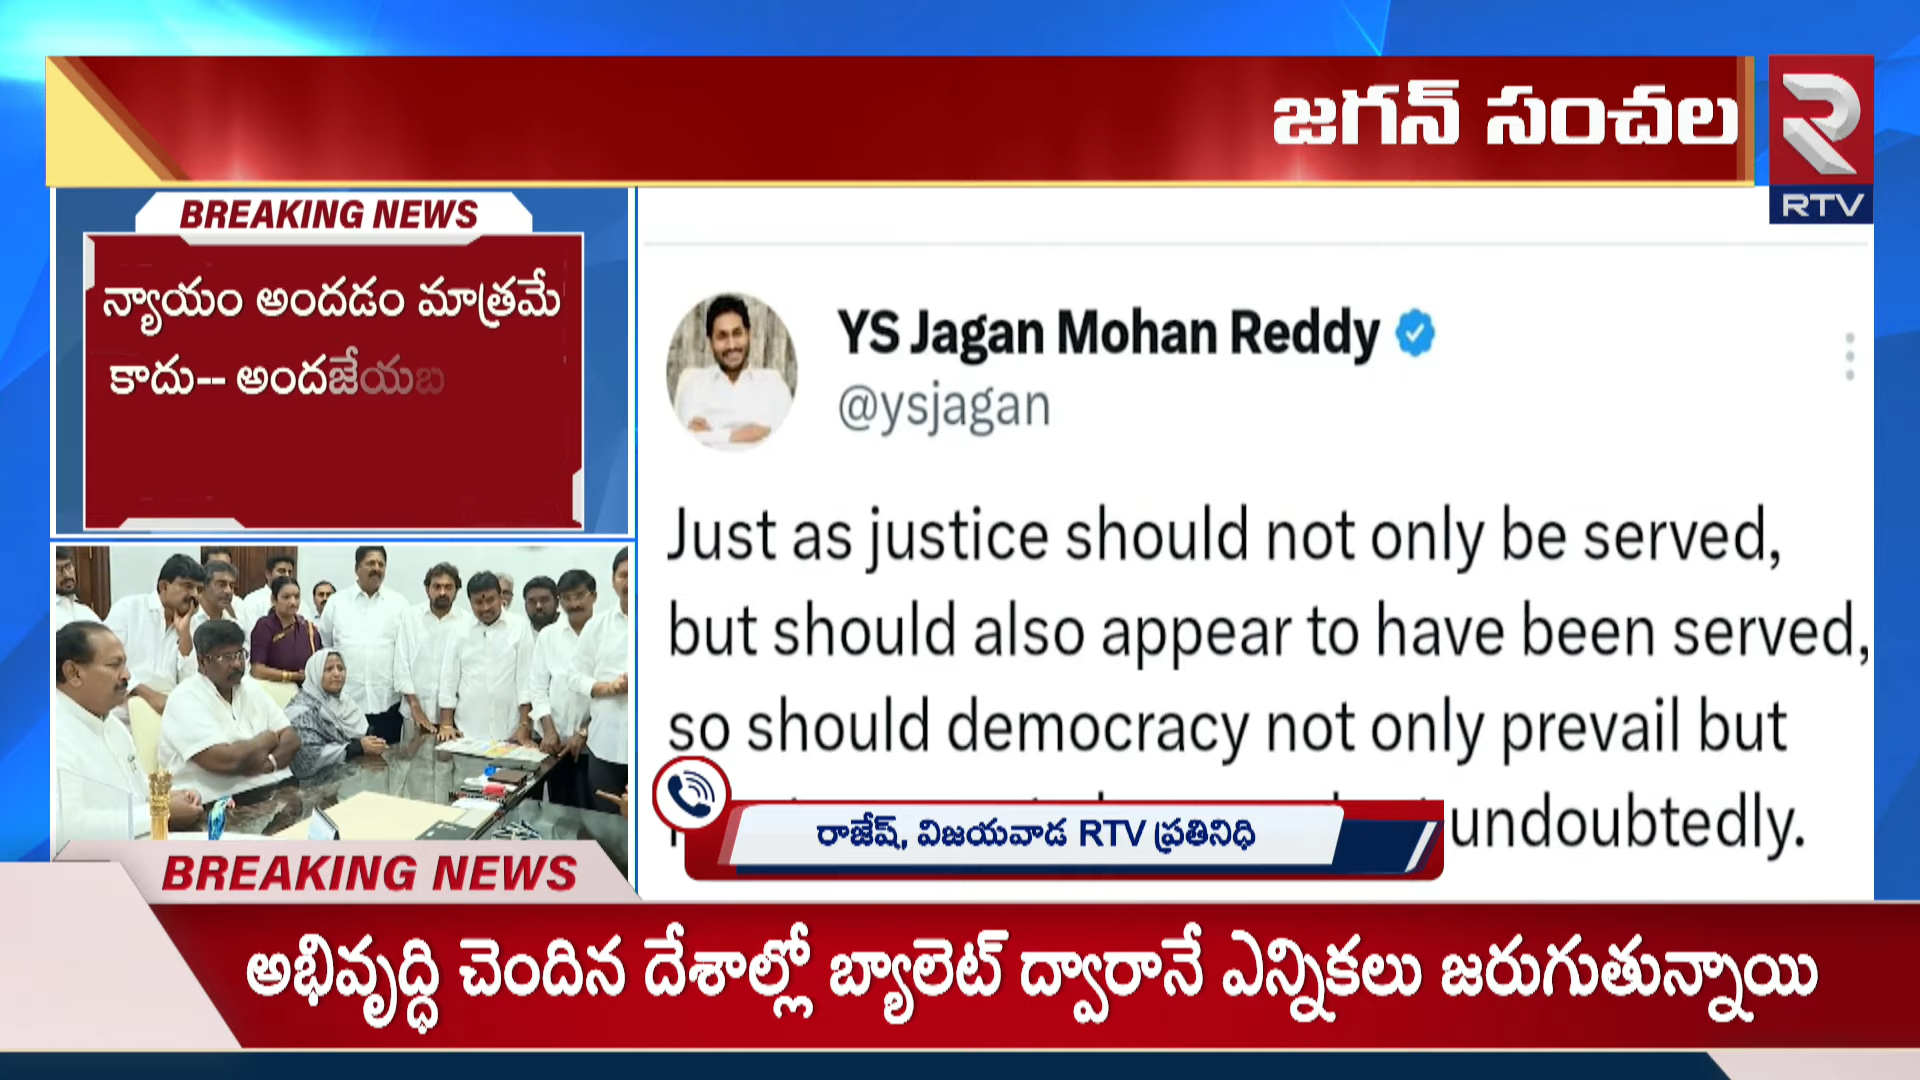 జగన్ సంచల
RTV
BREAKING NEWS
న్యాయం అందడం మాత్రమే
కాదు-- అందజేయబ
YS Jagan Mohan Reddy
@ysjagan
Just as justice should not only be served,
but should also appear to have been served,
so should democracy not only prevail but
undoubtedly.
రాజేష్, విజయవాడ RTV ప్రతినిధి
BREAKING NEWS
అభివృద్ధి చెందిన దేశాల్లో బ్యాలెట్ ద్వారానే ఎన్నికలు జరుగుతున్నాయి